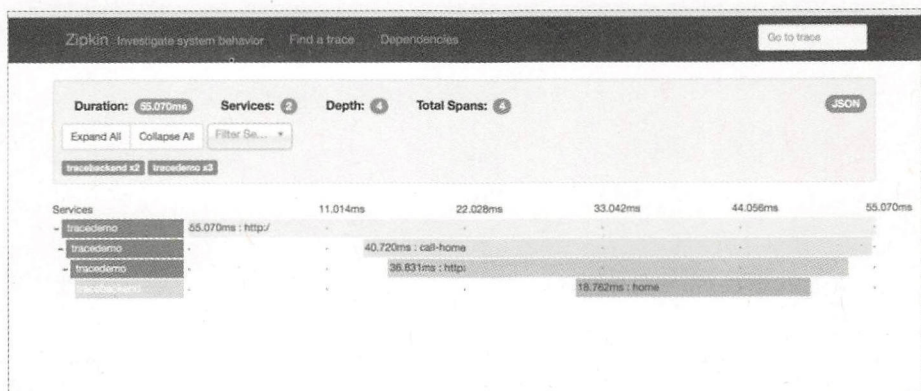 Zipkin Investigate system behavior Find a trace Dependencies Go to trace
Duration: 55.070ms Services: 2 Depth: 4 Total Spans: 4 JSON
Expand All Collapse All Filter Se...
tracebackend x2 tracedemo x3
Services 11.014ms 22.028ms 33.042ms 44.056ms 55.070ms
- tracedemo 55.070ms : http:/
- tracedemo 40.720ms : call-home
- tracedemo 36.831ms : http:
tracebackend 18.762ms : home